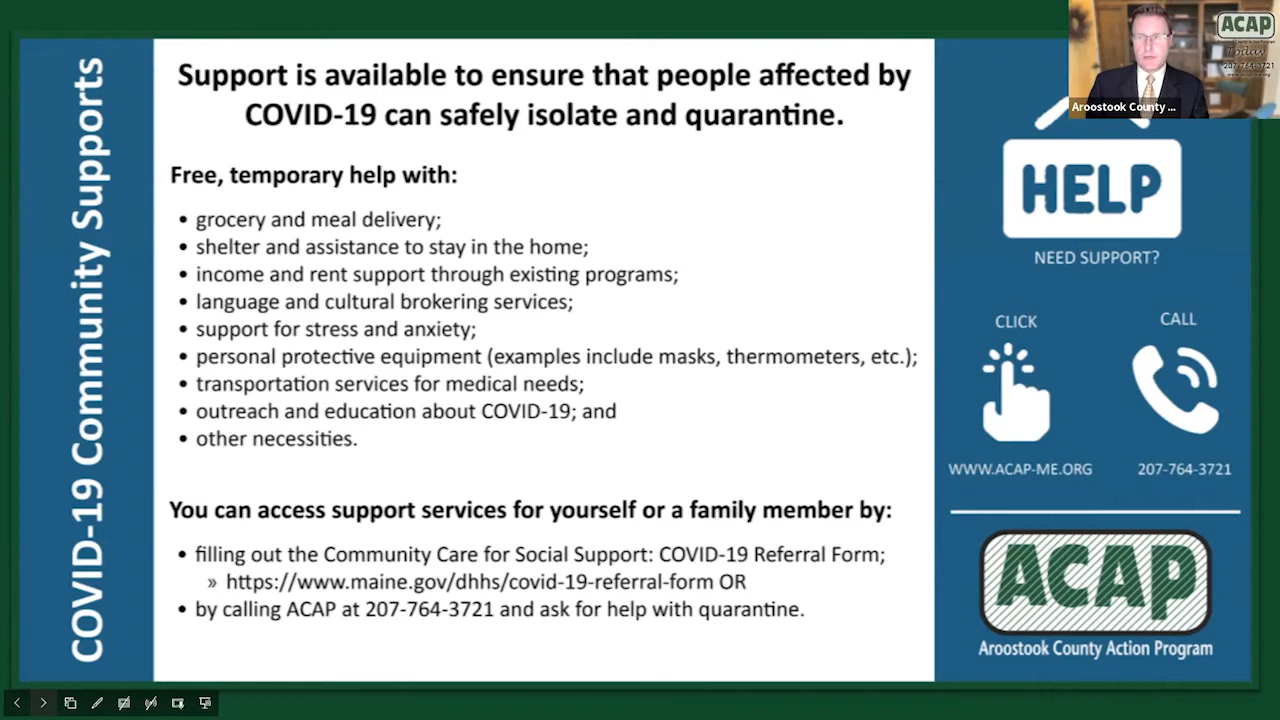 COVID-19 Community Supports
Support is available to ensure that people affected by
COVID-19 can safely isolate and quarantine.
Free, temporary help with:
• grocery and meal delivery;
• shelter and assistance to stay in the home;
• income and rent support through existing programs;
• language and cultural brokering services;
• support for stress and anxiety;
• personal protective equipment (examples include masks, thermometers, etc.);
• transportation services for medical needs;
• outreach and education about COVID-19; and
• other necessities.
You can access support services for yourself or a family member by:
• filling out the Community Care for Social Support: COVID-19 Referral Form;
» https://www.maine.gov/dhhs/covid-19-referral-form OR
• by calling ACAP at 207-764-3721 and ask for help with quarantine.
ACAP
Today
207-764-3721
Aroostook County ...
HELP
NEED SUPPORT?
CLICK
CALL
WWW.ACAP-ME.ORG
207-764-3721
ACAP
Aroostook County Action Program